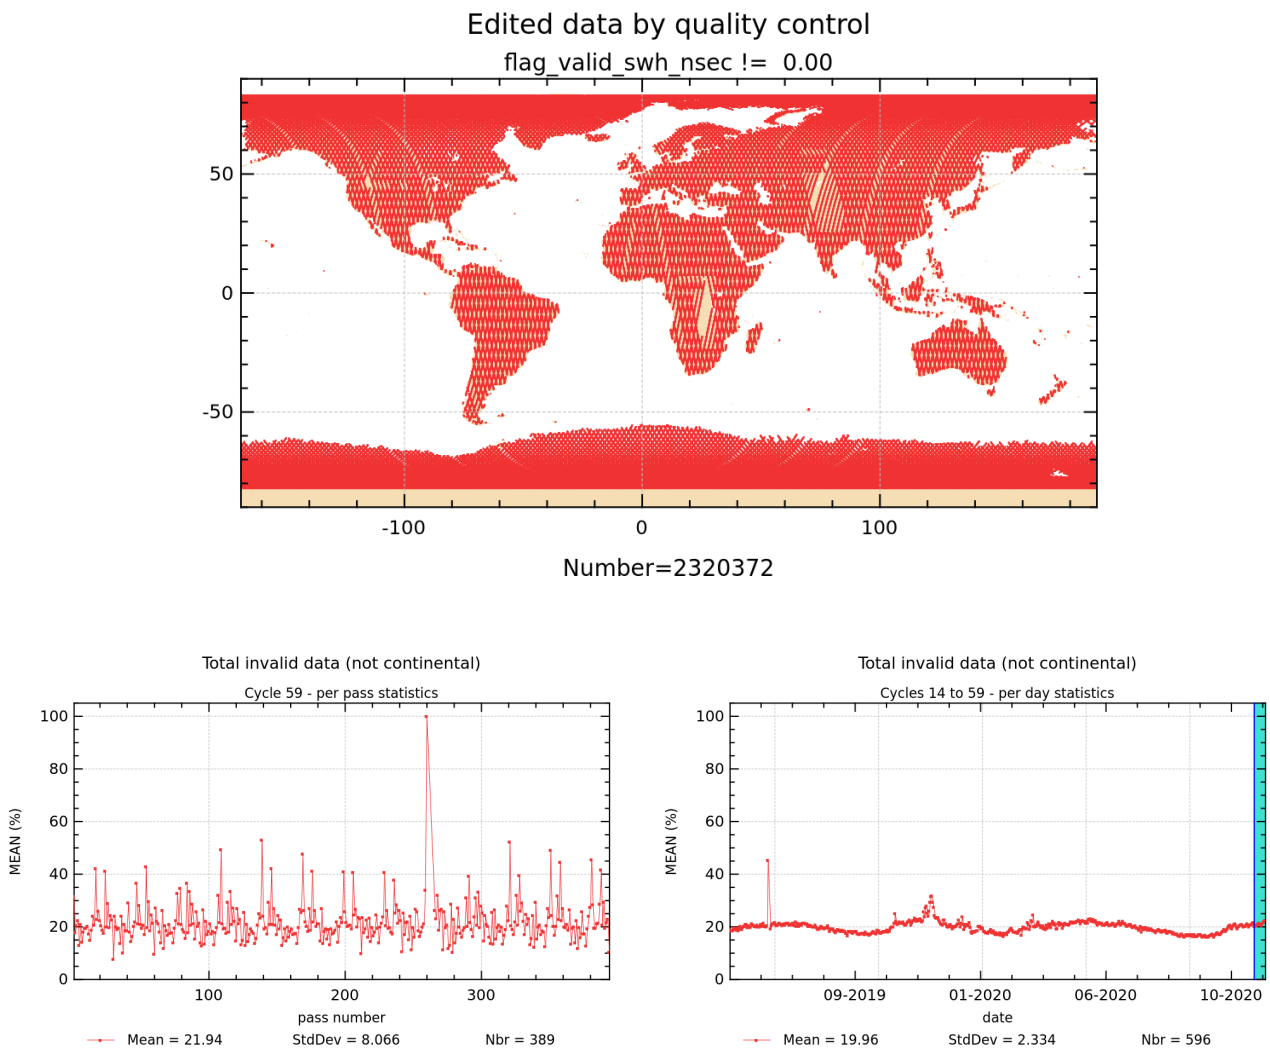 Edited data by quality control
flag_valid_swh_nsec !=  0.00
50
0
-50
-100
0
100
Number=2320372
Total invalid data (not continental)
Cycle 59 - per pass statistics
MEAN (%)
100
80
60
40
20
0
100
200
300
pass number
Mean = 21.94
StdDev = 8.066
Nbr = 389
Total invalid data (not continental)
Cycles 14 to 59 - per day statistics
MEAN (%)
100
80
60
40
20
0
09-2019
01-2020
06-2020
10-2020
date
Mean = 19.96
StdDev = 2.334
Nbr = 596